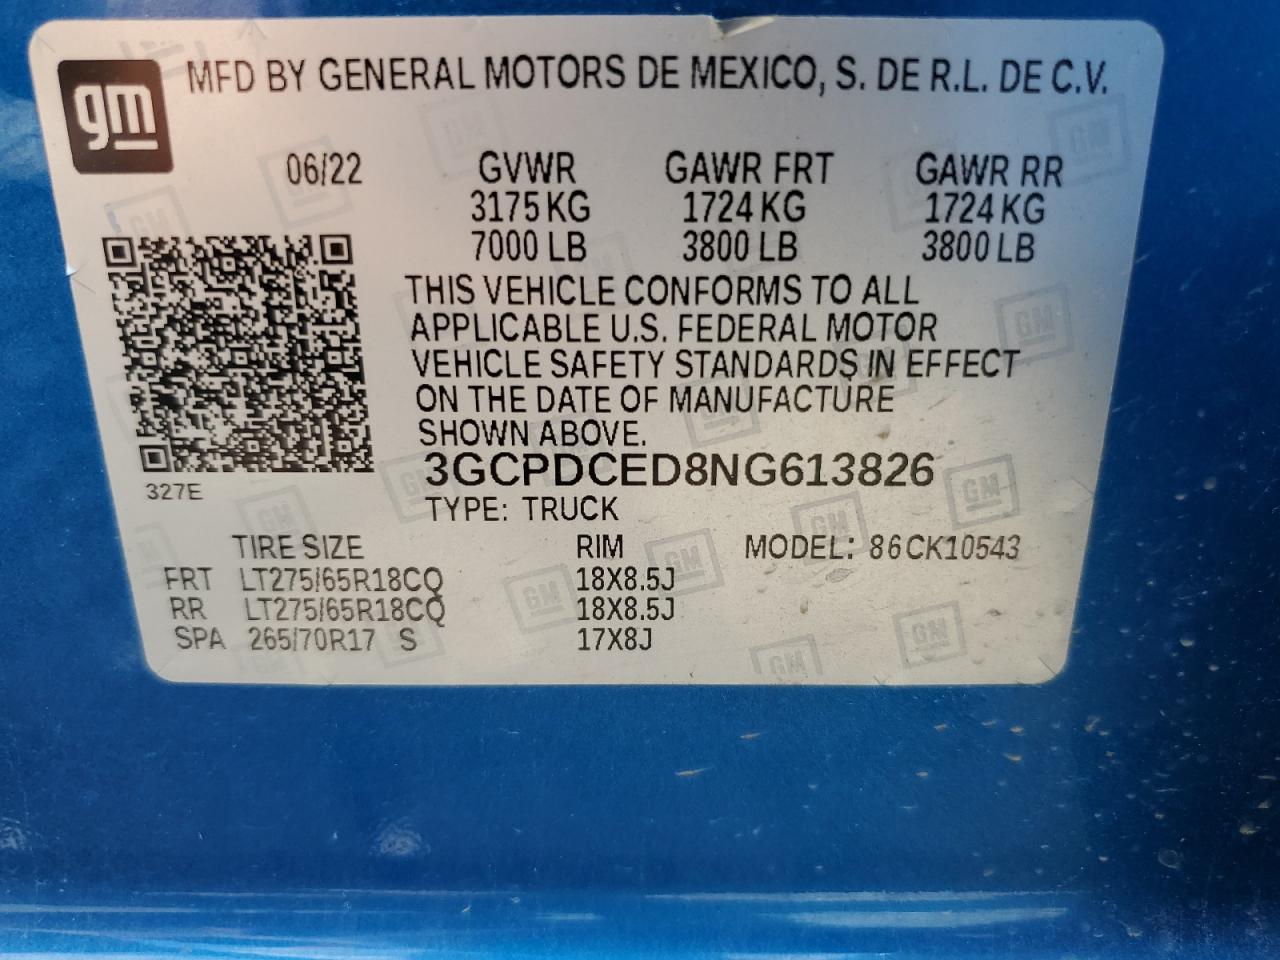 gm
MFD BY GENERAL MOTORS DE MEXICO, S. DE R.L. DE C.V.
06/22 GVWR GAWR FRT GAWR RR
3175 KG 1724 KG 1724 KG
7000 LB 3800 LB 3800 LB
THIS VEHICLE CONFORMS TO ALL
APPLICABLE U.S. FEDERAL MOTOR
VEHICLE SAFETY STANDARDS IN EFFECT
ON THE DATE OF MANUFACTURE
SHOWN ABOVE.
3GCPDCED8NG613826
327E
TYPE: TRUCK
TIRE SIZE RIM MODEL: 86CK10543
FRT LT275/65R18CQ 18X8.5J
RR LT275/65R18CQ 18X8.5J
SPA 265/70R17 S 17X8J